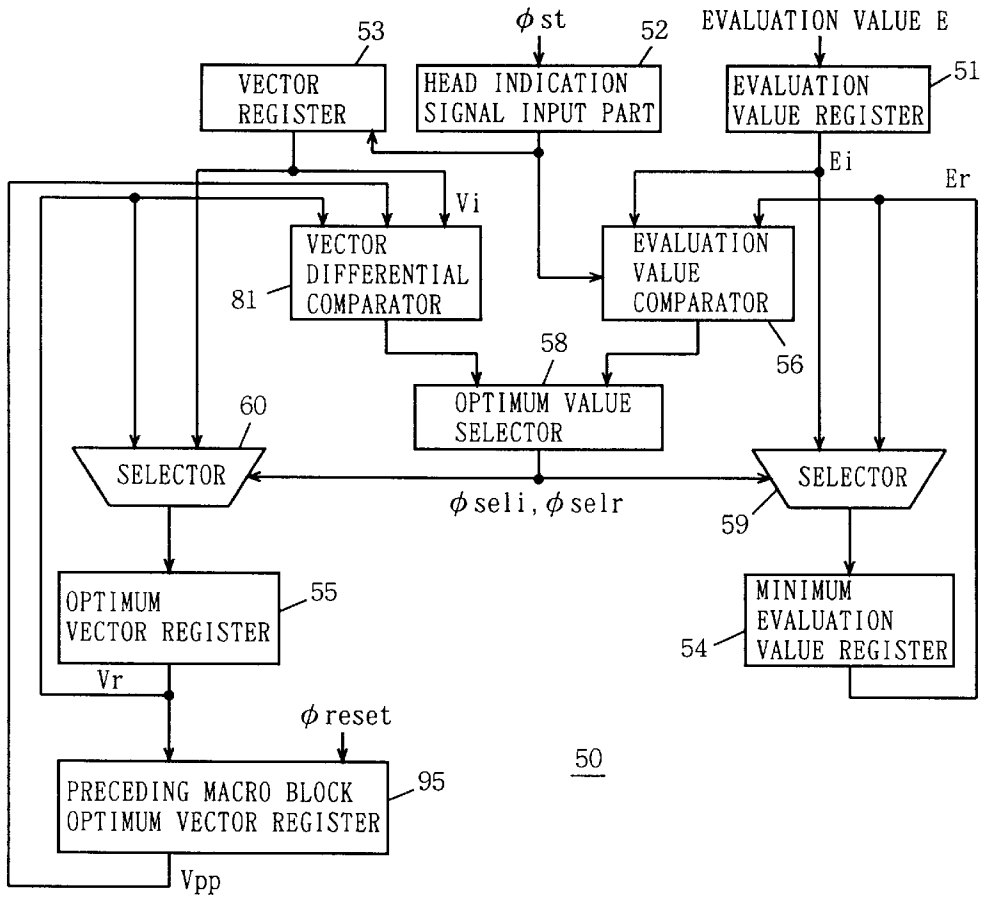 φst
EVALUATION VALUE E
53
52
51
VECTOR
REGISTER
HEAD INDICATION
SIGNAL INPUT PART
EVALUATION
VALUE REGISTER
Ei
Er
Vi
VECTOR
DIFFERENTIAL
COMPARATOR
81
EVALUATION
VALUE
COMPARATOR
56
58
OPTIMUM VALUE
SELECTOR
60
SELECTOR
SELECTOR
59
φseli, φselr
OPTIMUM
VECTOR REGISTER
55
MINIMUM
EVALUATION
VALUE REGISTER
54
Vr
φreset
50
PRECEDING MACRO BLOCK
OPTIMUM VECTOR REGISTER
95
Vpp